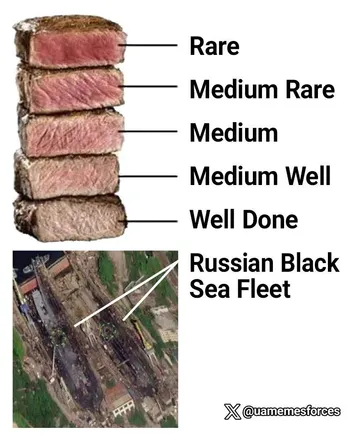 Rare
Medium Rare
Medium
Medium Well
Well Done
Russian Black
Sea Fleet
X @uamemesforces